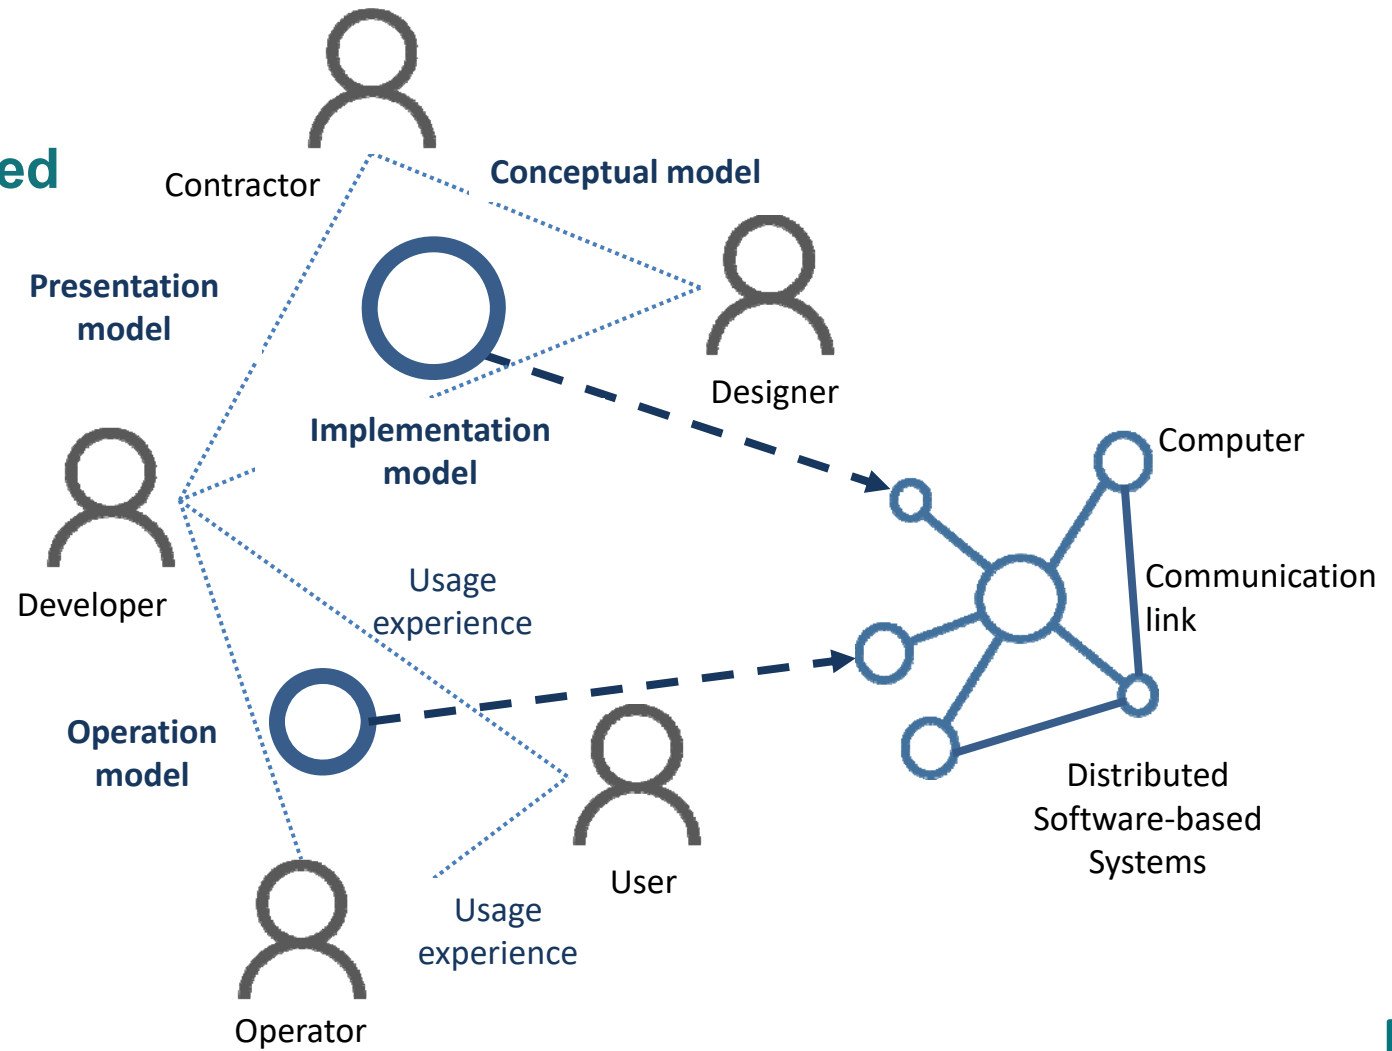 ed
Contractor
Conceptual model
Presentation
model
Designer
Implementation
model
Computer
Developer
Usage
experience
Communication
link
Operation
model
Distributed
Software-based
Systems
User
Usage
experience
Operator